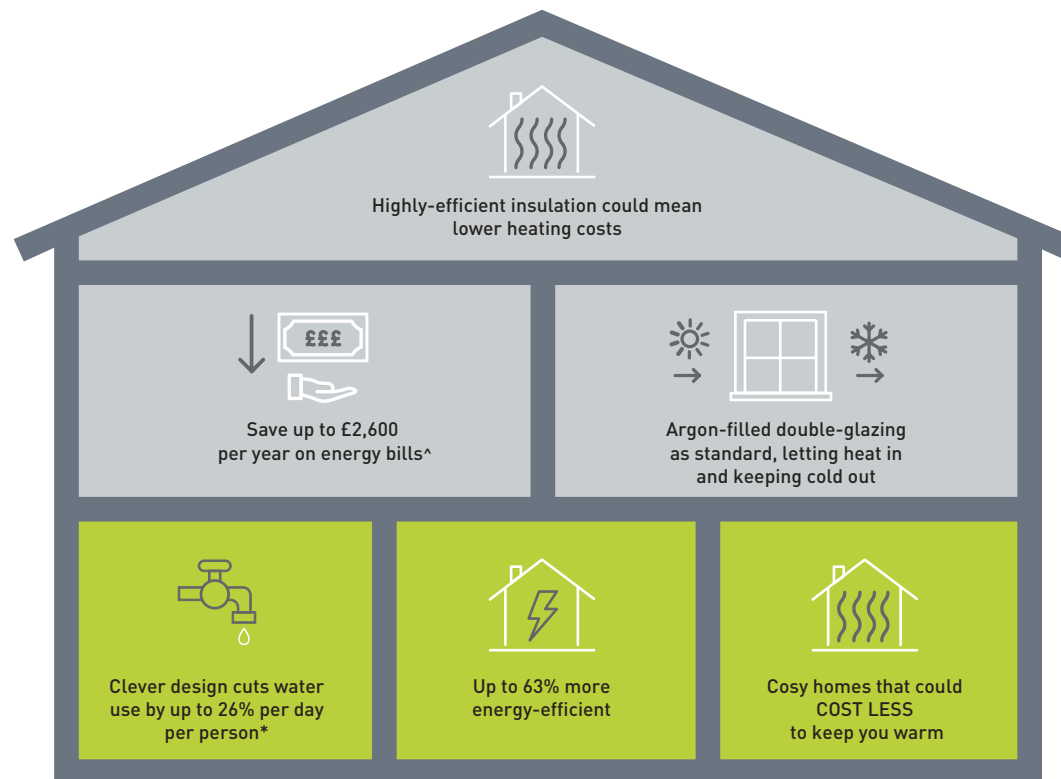 Highly-efficient insulation could mean
lower heating costs
£££
Save up to £2,600
per year on energy bills^
Argon-filled double-glazing
as standard, letting heat in
and keeping cold out
Clever design cuts water
use by up to 26% per day
per person*
Up to 63% more
energy-efficient
Cosy homes that could
COST LESS
to keep you warm